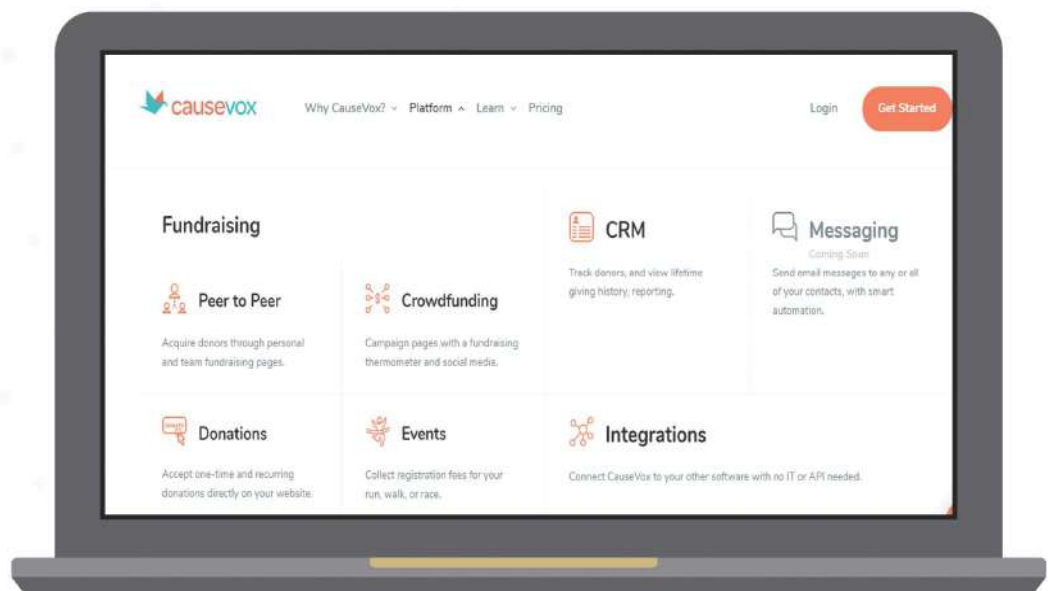 causevox
Why CauseVox?
Platform
Learn
Pricing
Login
Get Started
Fundraising
Peer to Peer
Acquire donors through personal
and team fundraising pages.
Crowdfunding
Campaign pages with a fundraising
thermometer and social media.
Donations
Accept one-time and recurring
donations directly on your website.
Events
Collect registration fees for your
run, walk, or race.
CRM
Track donors, and view lifetime
giving history, reporting.
Messaging
Coming Soon
Send email messages to any or all
of your contacts, with smart
automation.
Integrations
Connect CauseVox to your other software with no IT or API needed.